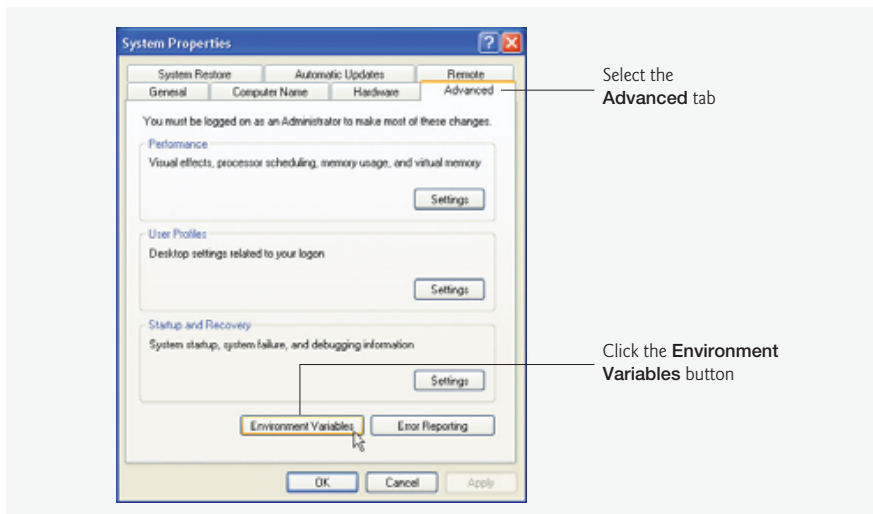 System Properties
System Restore Automatic Updates Remote
General Computer Name Hardware Advanced
Select the
Advanced tab
You must be logged on as an Administrator to make most of these changes.
Performance
Visual effects, processor scheduling, memory usage, and virtual memory
Settings
User Profiles
Desktop settings related to your logon
Settings
Startup and Recovery
System startup, system failure, and debugging information
Click the Environment
Variables button
Settings
Environment Variables Error Reporting
OK Cancel Apply